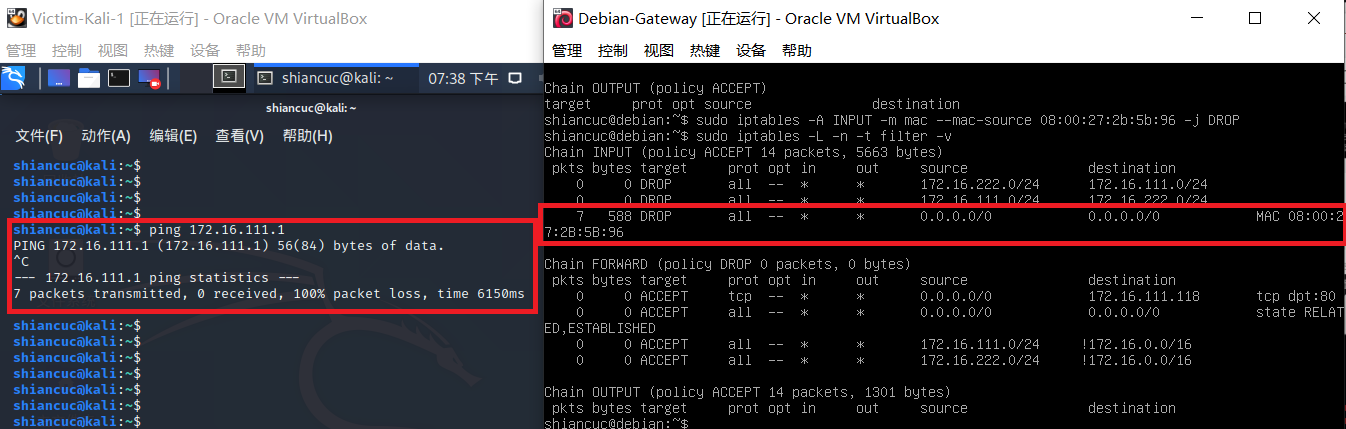 Victim-Kali-1 [正在运行] - Oracle VM VirtualBox
管理 控制 视图 热键 设备 帮助
shiancuc@kali: ~ 07:38 下午
shiancuc@kali: ~
文件(F) 动作(A) 编辑(E) 查看(V) 帮助(H)
shiancuc@kali:~$
shiancuc@kali:~$
shiancuc@kali:~$
shiancuc@kali:~$
shiancuc@kali:~$ ping 172.16.111.1
PING 172.16.111.1 (172.16.111.1) 56(84) bytes of data.
^C
--- 172.16.111.1 ping statistics ---
7 packets transmitted, 0 received, 100% packet loss, time 6150ms
shiancuc@kali:~$
shiancuc@kali:~$
shiancuc@kali:~$
shiancuc@kali:~$
shiancuc@kali:~$
shiancuc@kali:~$
shiancuc@kali:~$
Debian-Gateway [正在运行] - Oracle VM VirtualBox
管理 控制 视图 热键 设备 帮助
Chain OUTPUT (policy ACCEPT)
target prot opt source destination
shiancuc@debian:~$ sudo iptables -A INPUT -m mac --mac-source 08:00:27:2b:5b:96 -j DROP
shiancuc@debian:~$ sudo iptables -L -n -t filter -v
Chain INPUT (policy ACCEPT 14 packets, 5663 bytes)
pkts bytes target prot opt in out source destination
0 0 DROP all -- * * 172.16.222.0/24 172.16.111.0/24
0 0 DROP all -- * * 172.16.111.0/24 172.16.222.0/24
7 588 DROP all -- * * 0.0.0.0/0 0.0.0.0/0 MAC 08:00:2
7:2B:5B:96
Chain FORWARD (policy DROP 0 packets, 0 bytes)
pkts bytes target prot opt in out source destination
0 0 ACCEPT tcp -- * * 0.0.0.0/0 172.16.111.118 tcp dpt:80
0 0 ACCEPT all -- * * 0.0.0.0/0 0.0.0.0/0 state RELAT
ED,ESTABLISHED
0 0 ACCEPT all -- * * 172.16.111.0/24 !172.16.0.0/16
0 0 ACCEPT all -- * * 172.16.222.0/24 !172.16.0.0/16
Chain OUTPUT (policy ACCEPT 14 packets, 1301 bytes)
pkts bytes target prot opt in out source destination
shiancuc@debian:~$